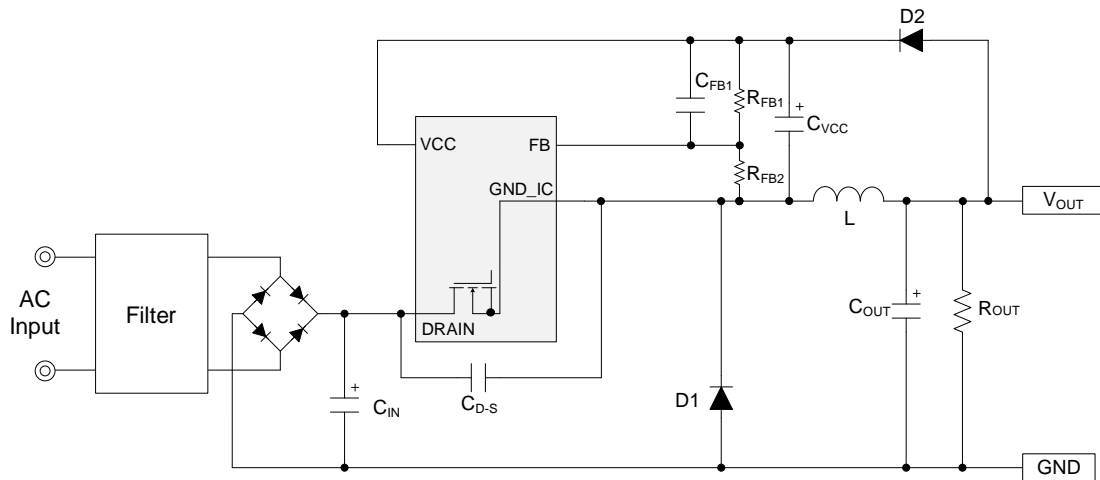 D2
CFB1
RFB1
+
CVCC
VCC
FB
RFB2
GND_IC
VOUT
L
AC
Input
Filter
DRAIN
COUT
+
ROUT
CD-S
+
CIN
D1
GND